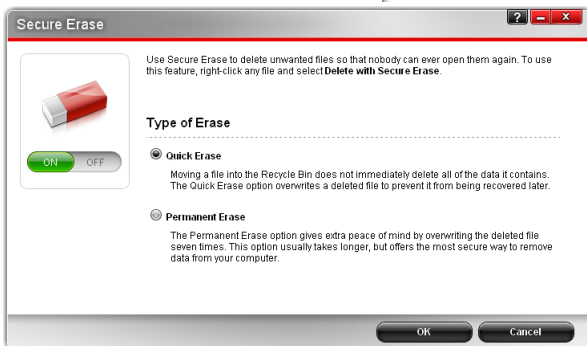 Secure Erase
? – X
Use Secure Erase to delete unwanted files so that nobody can ever open them again. To use
this feature, right-click any file and select Delete with Secure Erase.
Type of Erase
ON OFF
Quick Erase
Moving a file into the Recycle Bin does not immediately delete all of the data it contains.
The Quick Erase option overwrites a deleted file to prevent it from being recovered later.
Permanent Erase
The Permanent Erase option gives extra peace of mind by overwriting the deleted file
seven times. This option usually takes longer, but offers the most secure way to remove
data from your computer.
OK Cancel